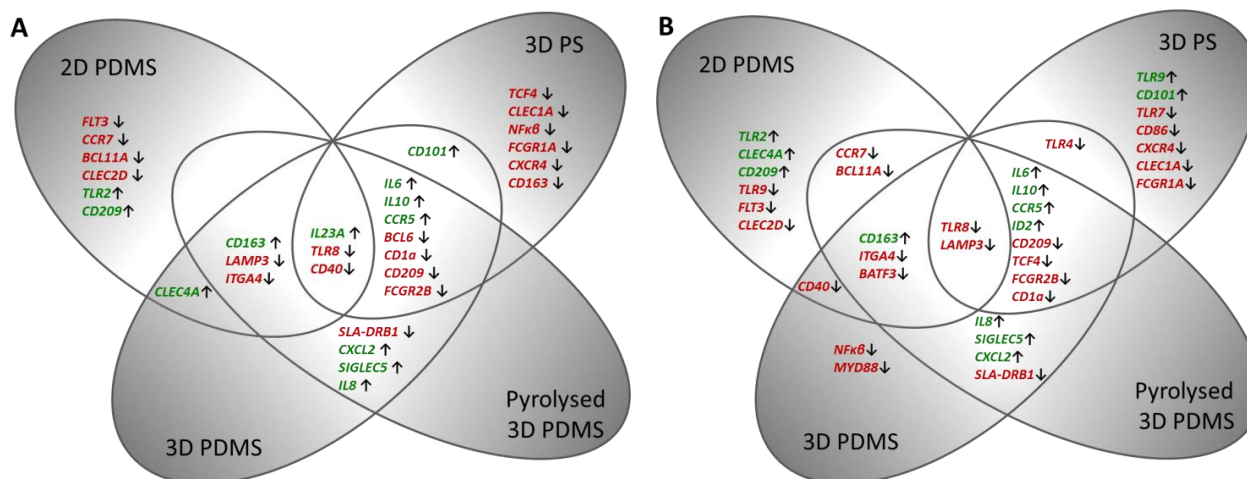 A
2D PDMS
3D PS
FLT3 ↓
CCR7 ↓
BCL11A ↓
CLEC2D ↓
TLR2 ↑
CD209 ↑
TCF4 ↓
CLEC1A ↓
NFκβ ↓
FCGR1A ↓
CXCR4 ↓
CD163 ↓
CD101 ↑
IL6 ↑
IL10 ↑
CCR5 ↑
BCL6 ↓
CD1α ↓
CD209 ↓
FCGR2B ↓
CD163 ↑
LAMP3 ↓
ITGA4 ↓
IL23A ↑
TLR8 ↓
CD40 ↓
CLEC4A ↑
SLA-DRB1 ↓
CXCL2 ↑
SIGLEC5 ↑
IL8 ↑
3D PDMS
Pyrolysed
3D PDMS
B
2D PDMS
3D PS
TLR2 ↑
CLEC4A ↑
CD209 ↑
TLR9 ↓
FLT3 ↓
CLEC2D ↓
CCR7 ↓
BCL11A ↓
TLR4 ↓
TLR9 ↑
CD101 ↑
TLR7 ↓
CD86 ↓
CXCR4 ↓
CLEC1A ↓
FCGR1A ↓
IL6 ↑
IL10 ↑
CCR5 ↑
ID2 ↑
CD209 ↓
TCF4 ↓
FCGR2B ↓
CD1α ↓
CD163 ↑
ITGA4 ↓
BATF3 ↓
TLR8 ↓
LAMP3 ↓
CD40 ↓
NFκβ ↓
MYD88 ↓
IL8 ↑
SIGLEC5 ↑
CXCL2 ↑
SLA-DRB1 ↓
3D PDMS
Pyrolysed
3D PDMS